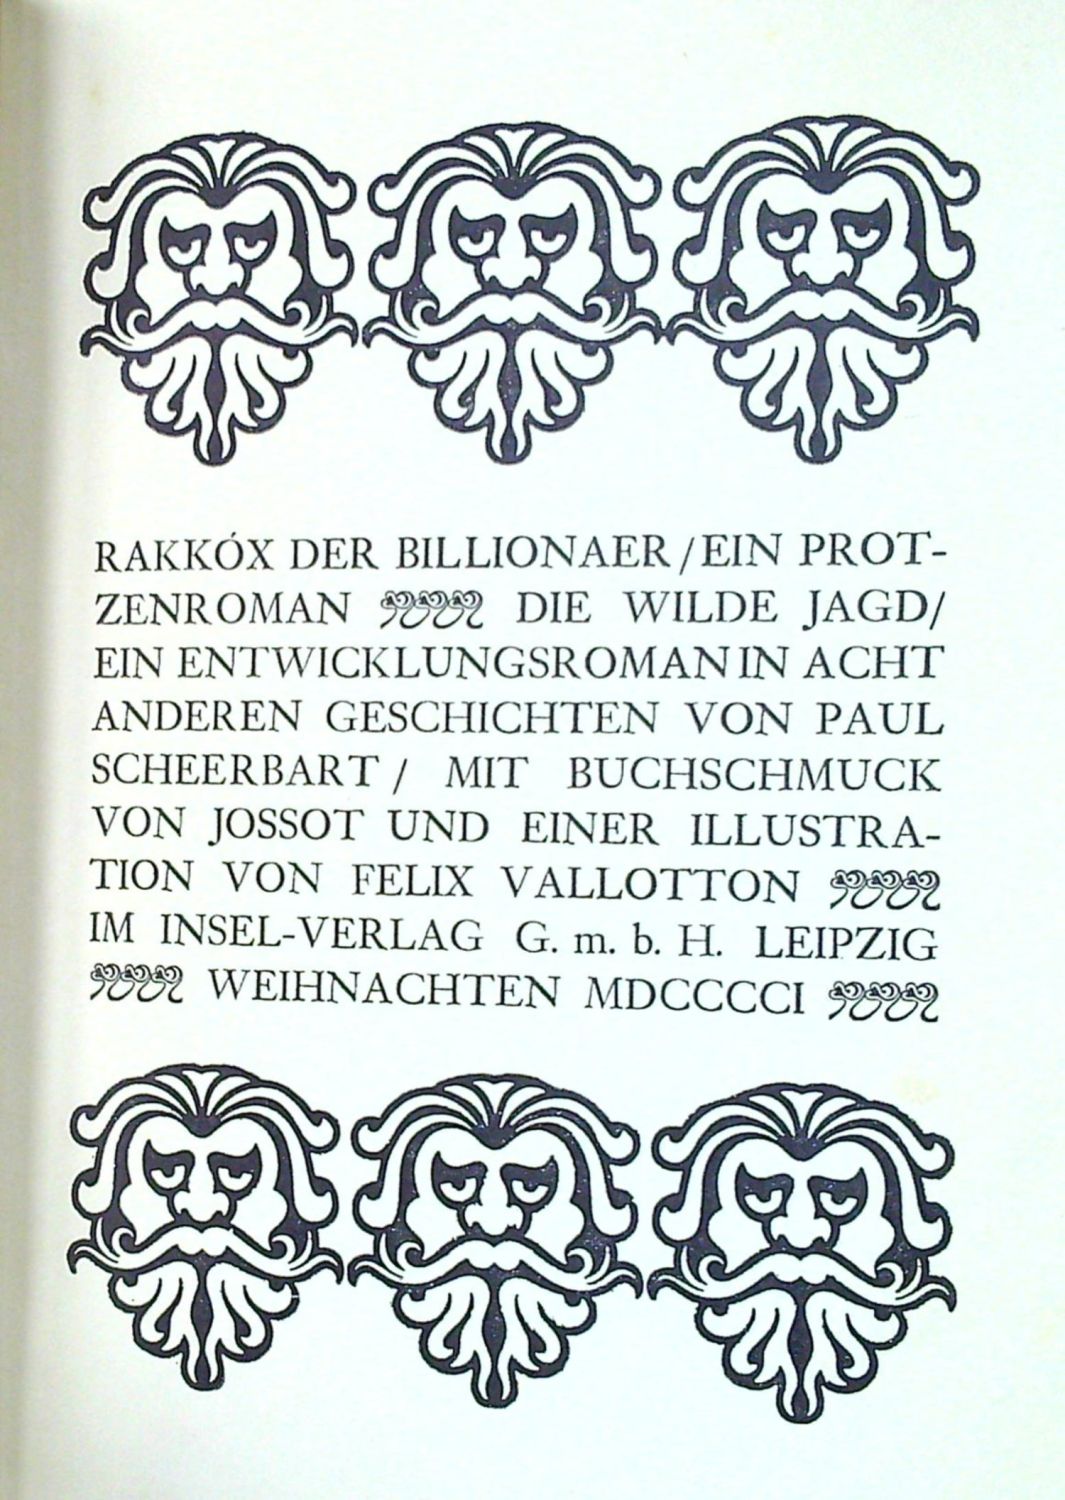 RAKKÓX DER BILLIONAER / EIN PROT-
ZENROMAN DIE WILDE JAGD /
EIN ENTWICKLUNGSROMAN IN ACHT
ANDEREN GESCHICHTEN VON PAUL
SCHEERBART / MIT BUCHSCHMUCK
VON JOSSOT UND EINER ILLUSTRA-
TION VON FELIX VALLOTTON
IM INSEL-VERLAG G. m. b. H. LEIPZIG
WEIHNACHTEN MDCCCCI